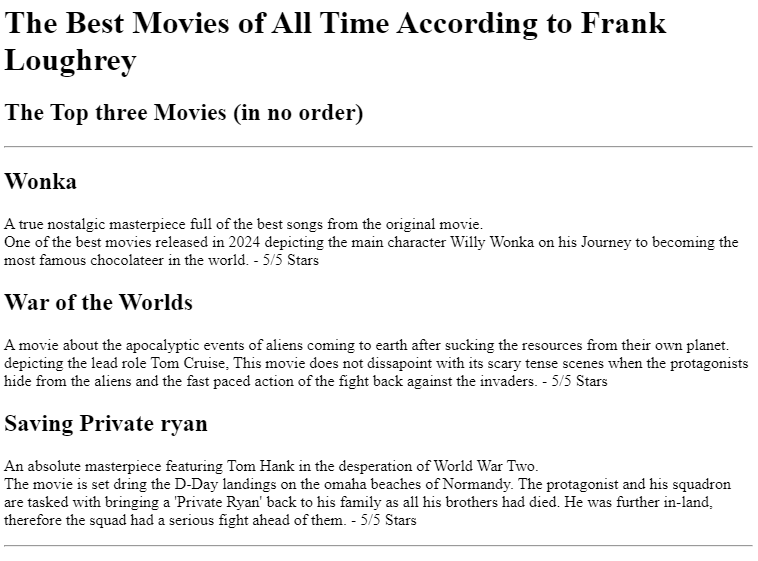 The Best Movies of All Time According to Frank
Loughrey
The Top three Movies (in no order)
Wonka
A true nostalgic masterpiece full of the best songs from the original movie.
One of the best movies released in 2024 depicting the main character Willy Wonka on his Journey to becoming the
most famous chocolateer in the world. - 5/5 Stars
War of the Worlds
A movie about the apocalyptic events of aliens coming to earth after sucking the resources from their own planet.
depicting the lead role Tom Cruise, This movie does not dissapoint with its scary tense scenes when the protagonists
hide from the aliens and the fast paced action of the fight back against the invaders. - 5/5 Stars
Saving Private ryan
An absolute masterpiece featuring Tom Hank in the desperation of World War Two.
The movie is set dring the D-Day landings on the omaha beaches of Normandy. The protagonist and his squadron
are tasked with bringing a 'Private Ryan' back to his family as all his brothers had died. He was further in-land,
therefore the squad had a serious fight ahead of them. - 5/5 Stars